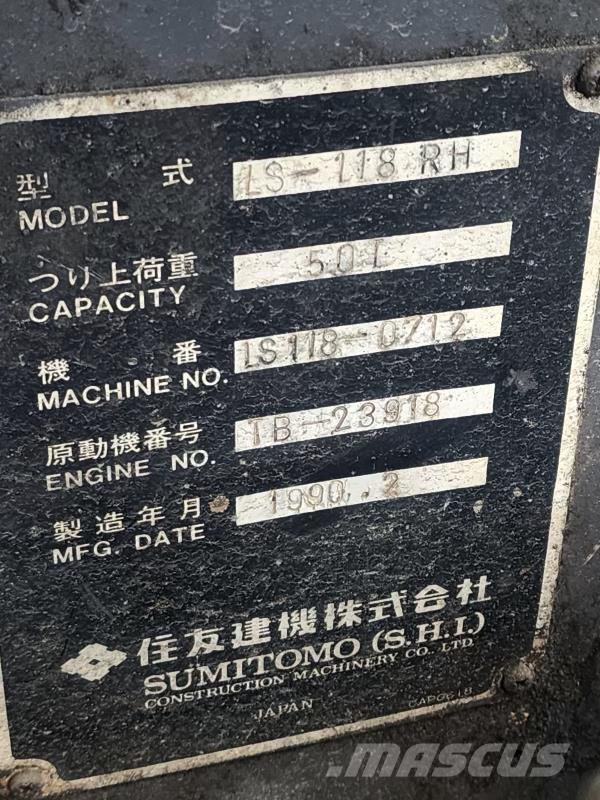 型式 LS-118 RH
MODEL
つり上荷重 50T
CAPACITY
機番 LS118-0712
MACHINE NO.
原動機番号 TB-23918
ENGINE NO.
製造年月 1990.2
MFG. DATE
住友建機株式会社
SUMITOMO (S.H.I.)
CONSTRUCTION MACHINERY CO. LTD.
JAPAN
MASCUS